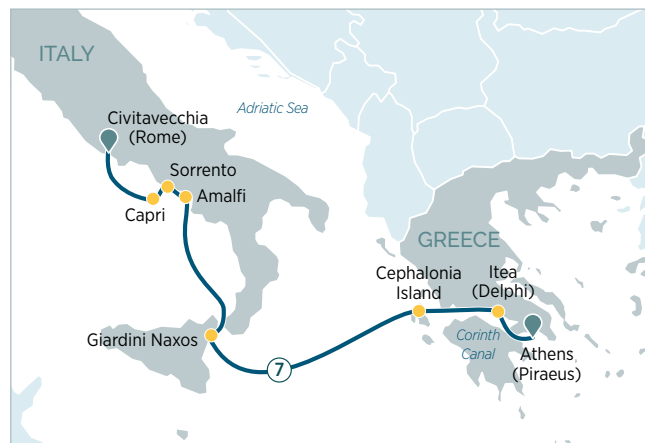 ITALY
Civitavecchia
(Rome)
Adriatic Sea
Sorrento
Amalfi
Capri
GREECE
Cephalonia
Island
Itea
(Delphi)
Giardini Naxos
Corinth
Canal
Athens
(Piraeus)
7